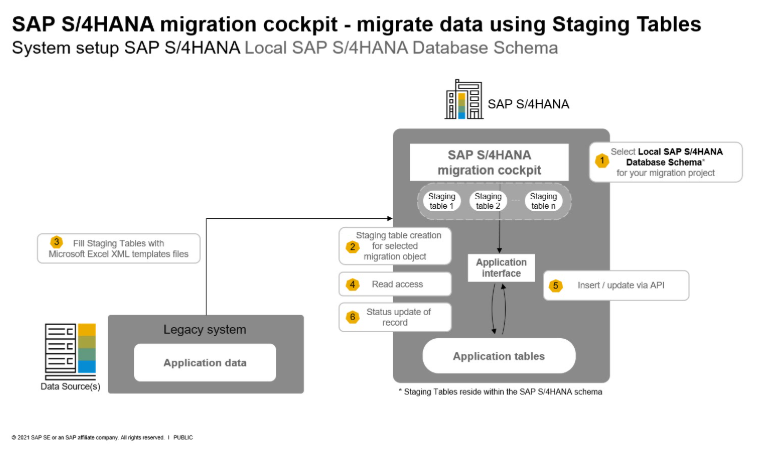 SAP S/4HANA migration cockpit - migrate data using Staging Tables
System setup SAP S/4HANA Local SAP S/4HANA Database Schema
SAP S/4HANA
SAP S/4HANA
migration cockpit
1
Select Local SAP S/4HANA
Database Schema*
for your migration project
Staging
table 1
Staging
table 2
Staging
table n
3
Fill Staging Tables with
Microsoft Excel XML templates files
2
Staging table creation
for selected
migration object
Application
interface
4
Read access
5
Insert / update via API
6
Status update of
record
Legacy system
Application data
Application tables
Data Source(s)
* Staging Tables reside within the SAP S/4HANA schema
© 2021 SAP SE or an SAP affiliate company. All rights reserved. I PUBLIC